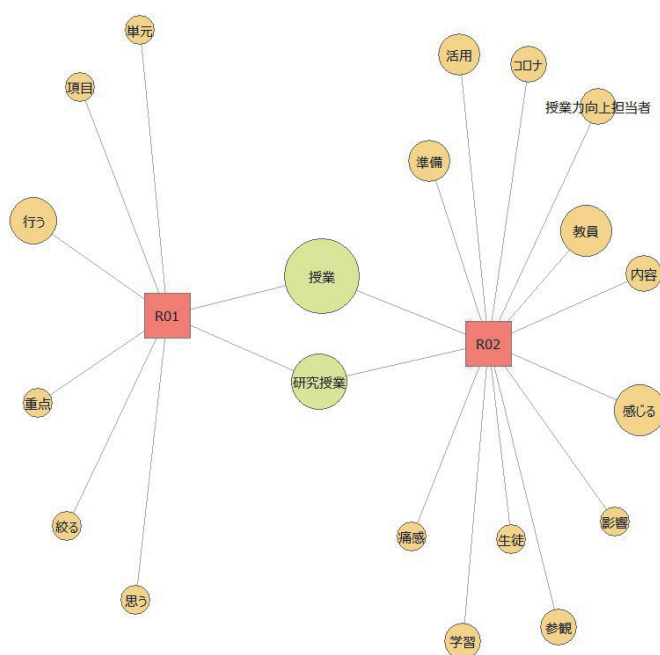 単元
項目
活用
コロナ
授業力向上担当者
準備
行う
教員
授業
内容
R01
R02
研究授業
重点
感じる
絞る
影響
痛感
生徒
思う
学習
参観